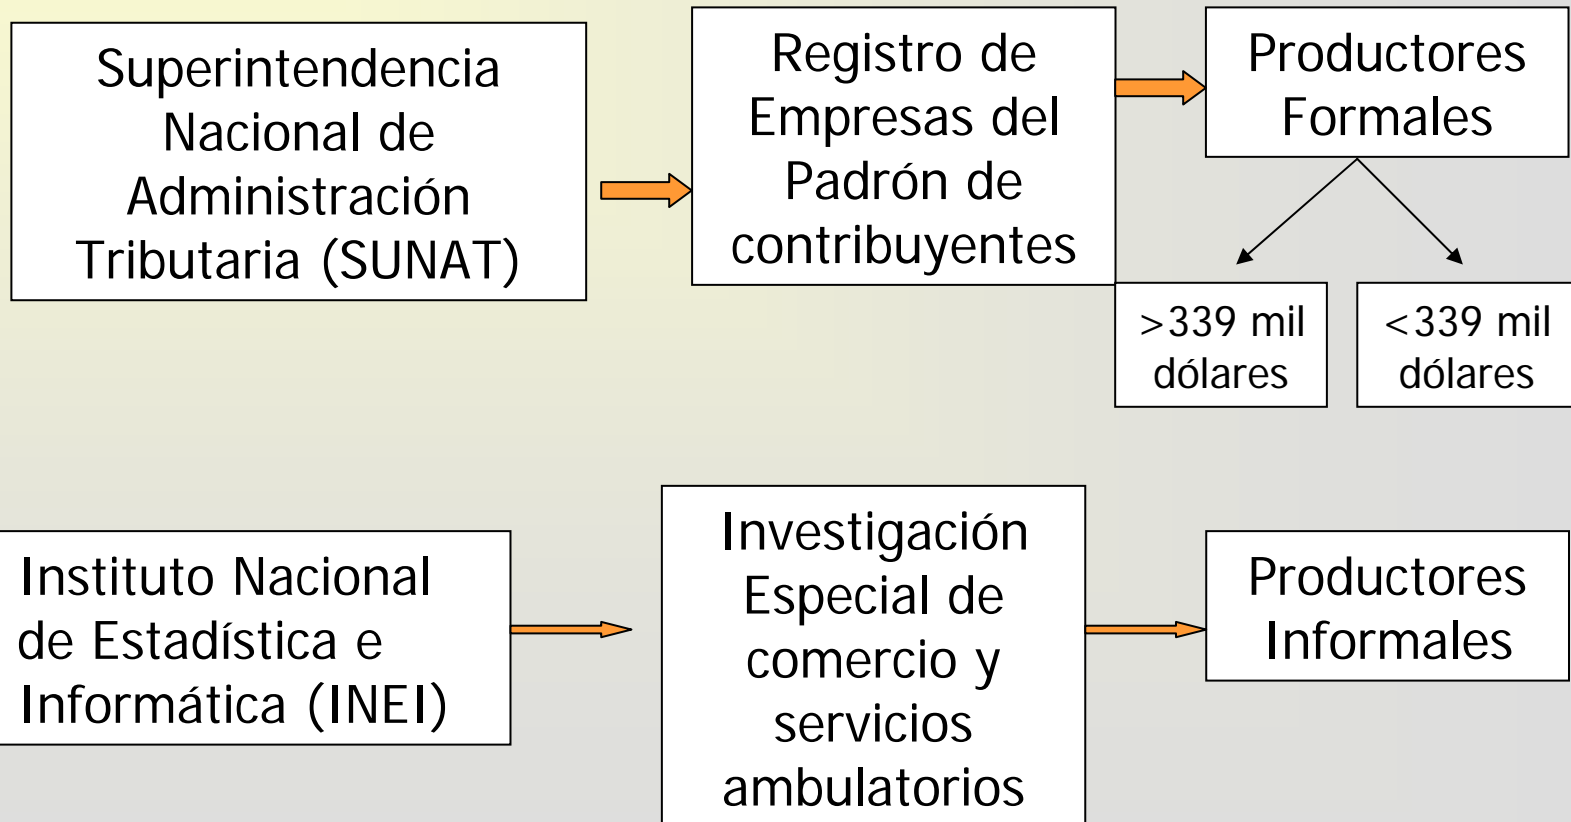 Superintendencia
Nacional de
Administración
Tributaria (SUNAT)
Registro de
Empresas del
Padrón de
contribuyentes
Productores
Formales
>339 mil
dólares
<339 mil
dólares
Instituto Nacional
de Estadística e
Informática (INEI)
Investigación
Especial de
comercio y
servicios
ambulatorios
Productores
Informales